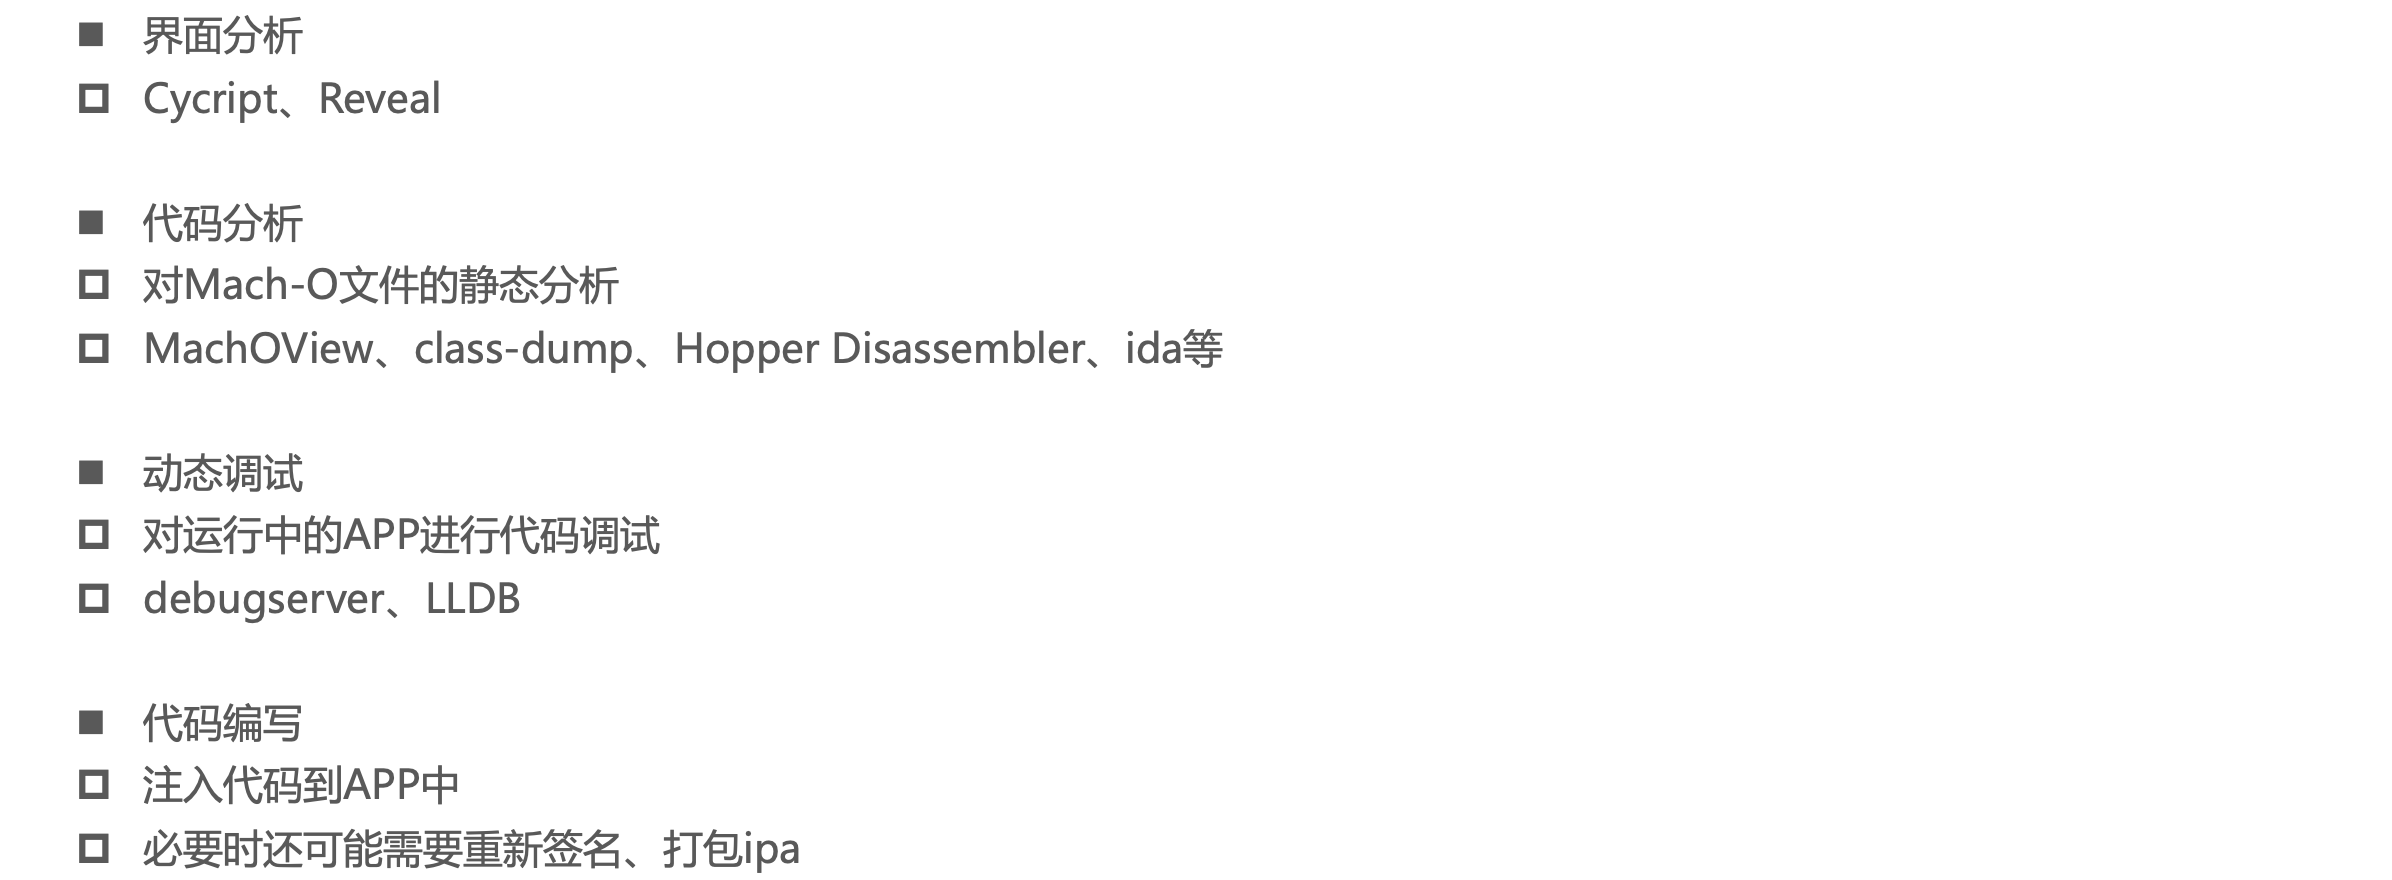 ■ 界面分析
□ Cycript、Reveal
■ 代码分析
□ 对Mach-O文件的静态分析
□ MachOView、class-dump、Hopper Disassembler、ida等
■ 动态调试
□ 对运行中的APP进行代码调试
□ debugserver、LLDB
■ 代码编写
□ 注入代码到APP中
□ 必要时还可能需要重新签名、打包ipa